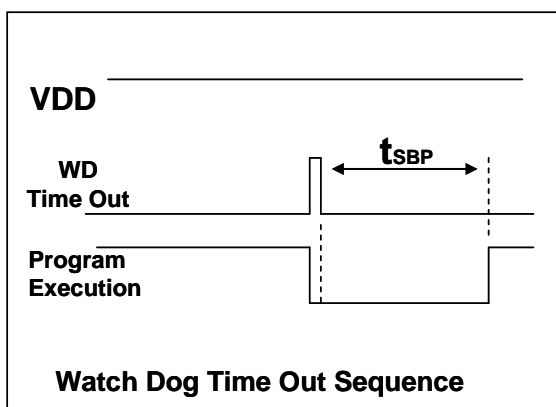 VDD
tSBP
WD
Time Out
Program
Execution
Watch Dog Time Out Sequence